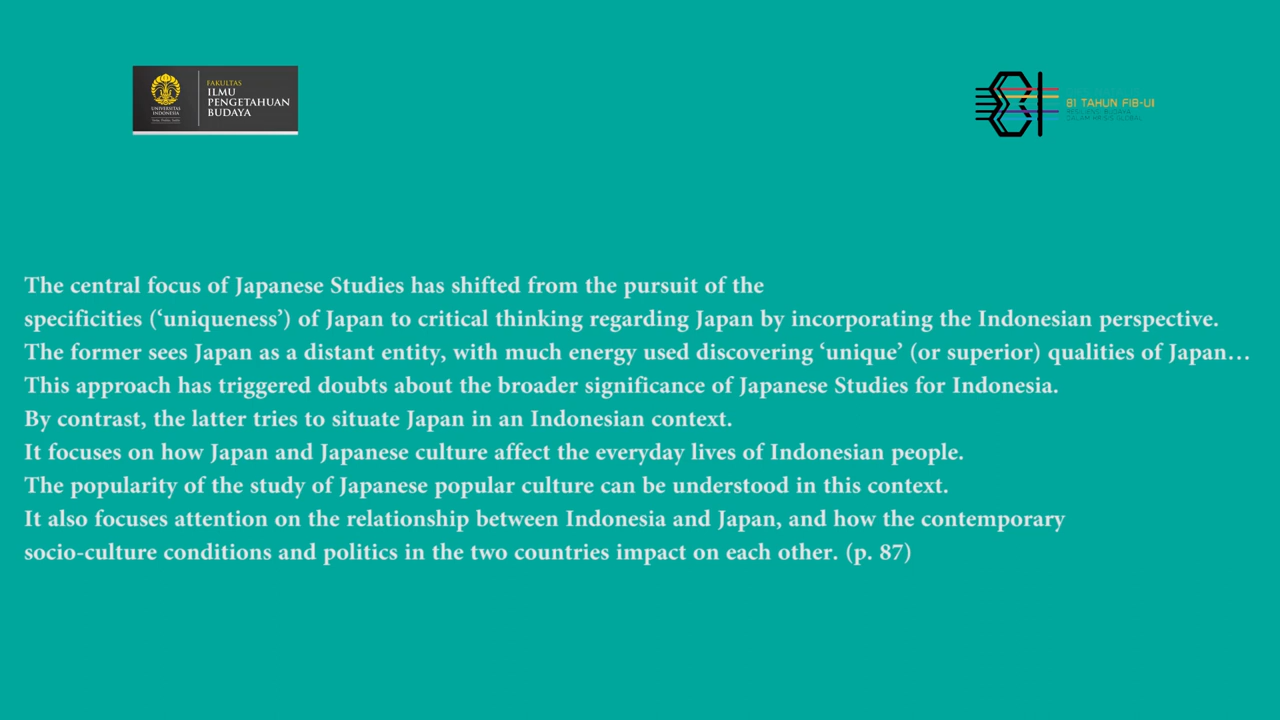 UNIVERSITAS
INDONESIA
FAKULTAS
ILMU
PENGETAHUAN
BUDAYA
81 TAHUN FIB-UI
DALAM KRISIS GLOBAL
The central focus of Japanese Studies has shifted from the pursuit of the
specificities (‘uniqueness’) of Japan to critical thinking regarding Japan by incorporating the Indonesian perspective.
The former sees Japan as a distant entity, with much energy used discovering ‘unique’ (or superior) qualities of Japan…
This approach has triggered doubts about the broader significance of Japanese Studies for Indonesia.
By contrast, the latter tries to situate Japan in an Indonesian context.
It focuses on how Japan and Japanese culture affect the everyday lives of Indonesian people.
The popularity of the study of Japanese popular culture can be understood in this context.
It also focuses attention on the relationship between Indonesia and Japan, and how the contemporary
socio-culture conditions and politics in the two countries impact on each other. (p. 87)